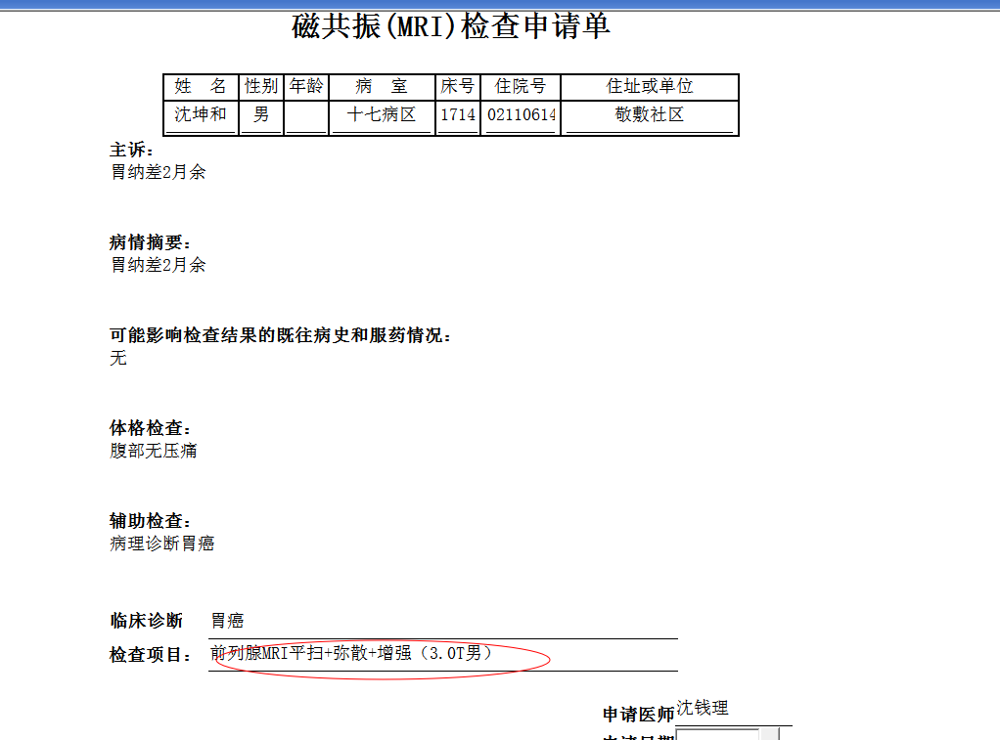 磁共振(MRI)检查申请单
姓 名 性别 年龄 病 室 床号 住院号 住址或单位
沈坤和 男 十七病区 1714 02110614 敬敷社区
主诉:
胃纳差2月余
病情摘要:
胃纳差2月余
可能影响检查结果的既往病史和服药情况:
无
体格检查:
腹部无压痛
辅助检查:
病理诊断胃癌
临床诊断 胃癌
检查项目: 前列腺MRI平扫+弥散+增强（3.0T男）
申请医师 沈钱理